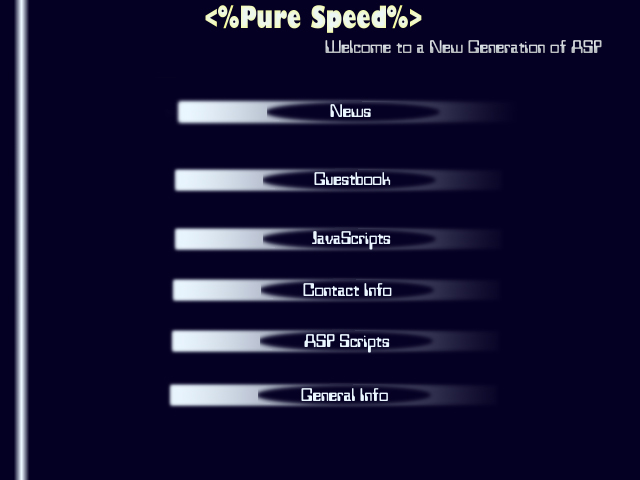 <%Pure Speed%>
Welcome to a New Generation of ASP
News
Guestbook
JavaScripts
Contact Info
ASP Scripts
General Info